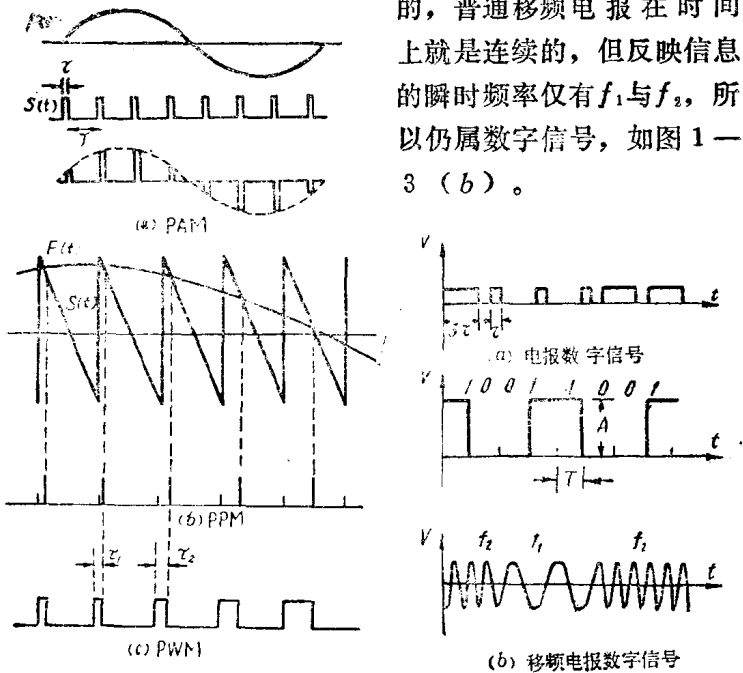 的，普通移频电报在时间
上就是连续的，但反映信息
的瞬时频率仅有f₁与f₂，所
以仍属数字信号，如图1—
3（b）。
τ
S(t)
T
(a) PAM
F(t)
S(t)
(b) PPM
τ₁ τ₂
(c) PWM
V
t
3τ τ
(a) 电报数字信号
V
1 0 0 1 1 0 0 1
A
t
T
V
f₂ f₁ f₂
t
(b) 移频电报数字信号